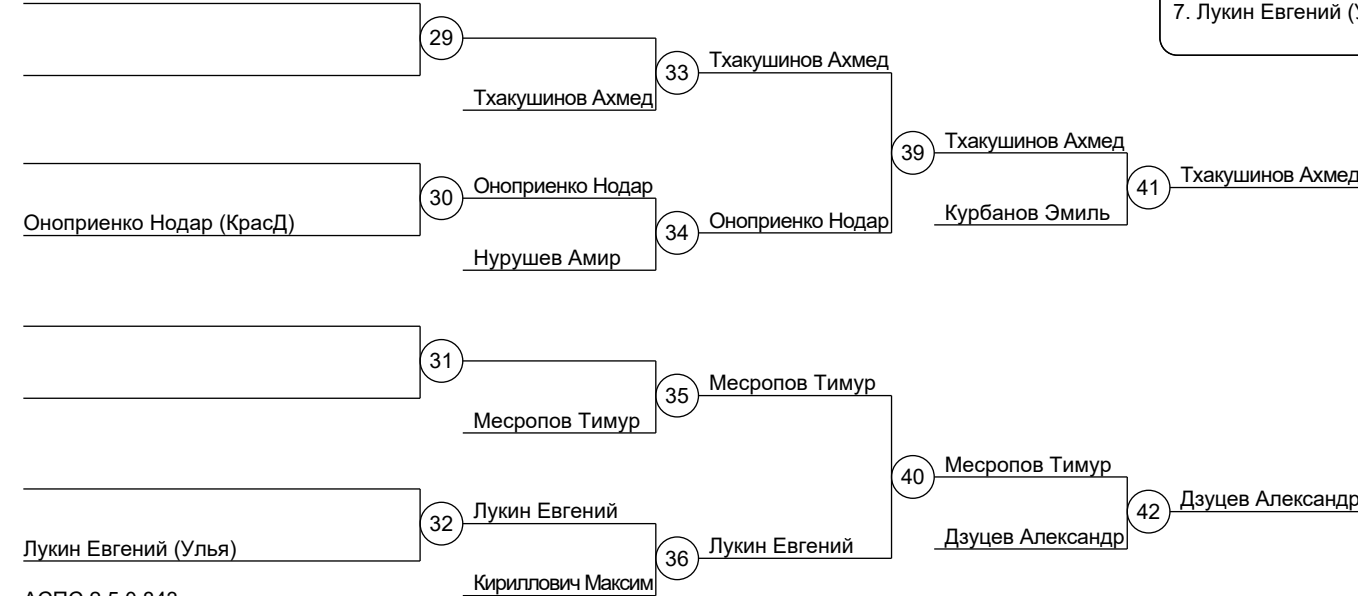 7. Лукин Евгений (
29
Тхакушинов Ахмед
33
Тхакушинов Ахмед
Тхакушинов Ахмед
39
Тхакушинов Ахмед
41
Оноприенко Нодар
30
Оноприенко Нодар
Курбанов Эмиль
Оноприенко Нодар (КрасД)
34
Нурушев Амир
31
Месропов Тимур
35
Месропов Тимур
Месропов Тимур
40
Дзуцев Александр
42
Лукин Евгений
32
Дзуцев Александр
Лукин Евгений (Улья)
Лукин Евгений
36
Кириллович Максим